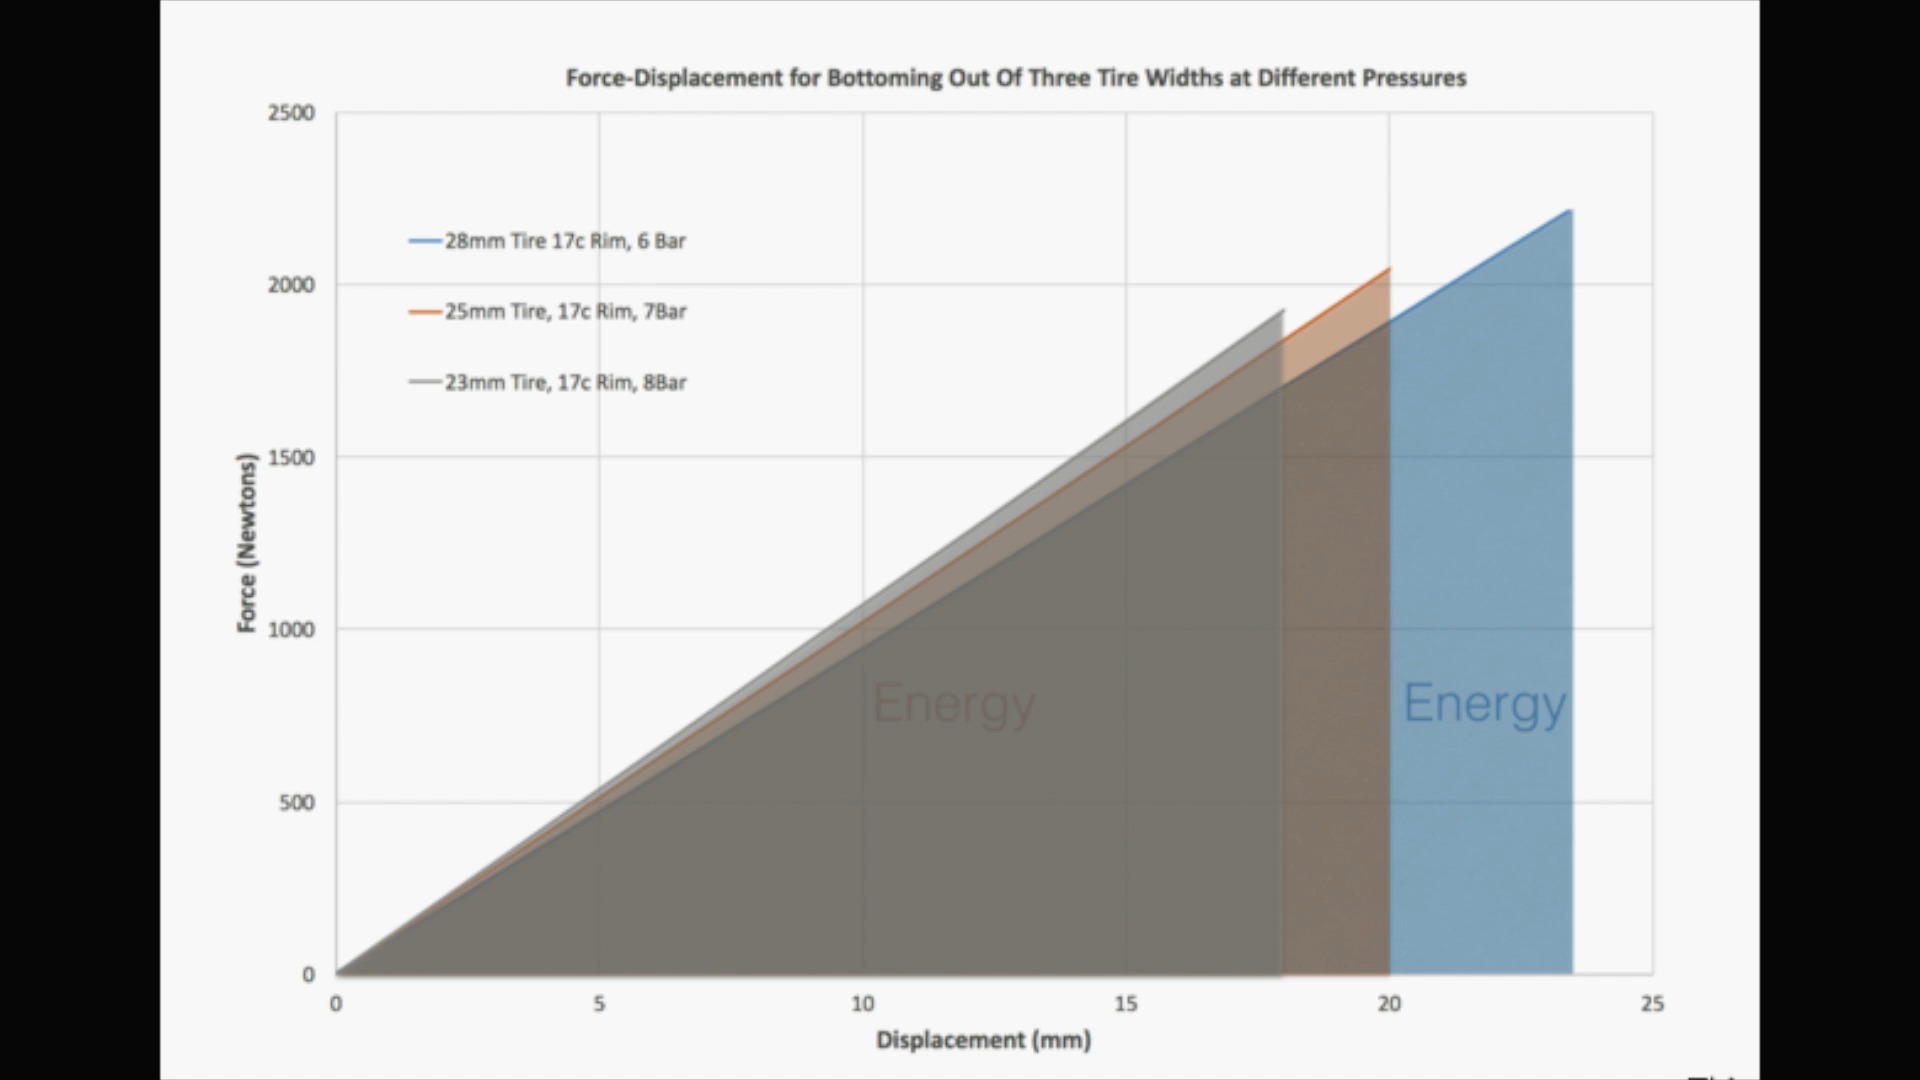 Force-Displacement for Bottoming Out Of Three Tire Widths at Different Pressures
2500
2000
1500
1000
500
0
28mm Tire 17c Rim, 6 Bar
25mm Tire, 17c Rim, 7Bar
23mm Tire, 17c Rim, 8Bar
Force (Newtons)
Energy
Energy
0 5 10 15 20 25
Displacement (mm)